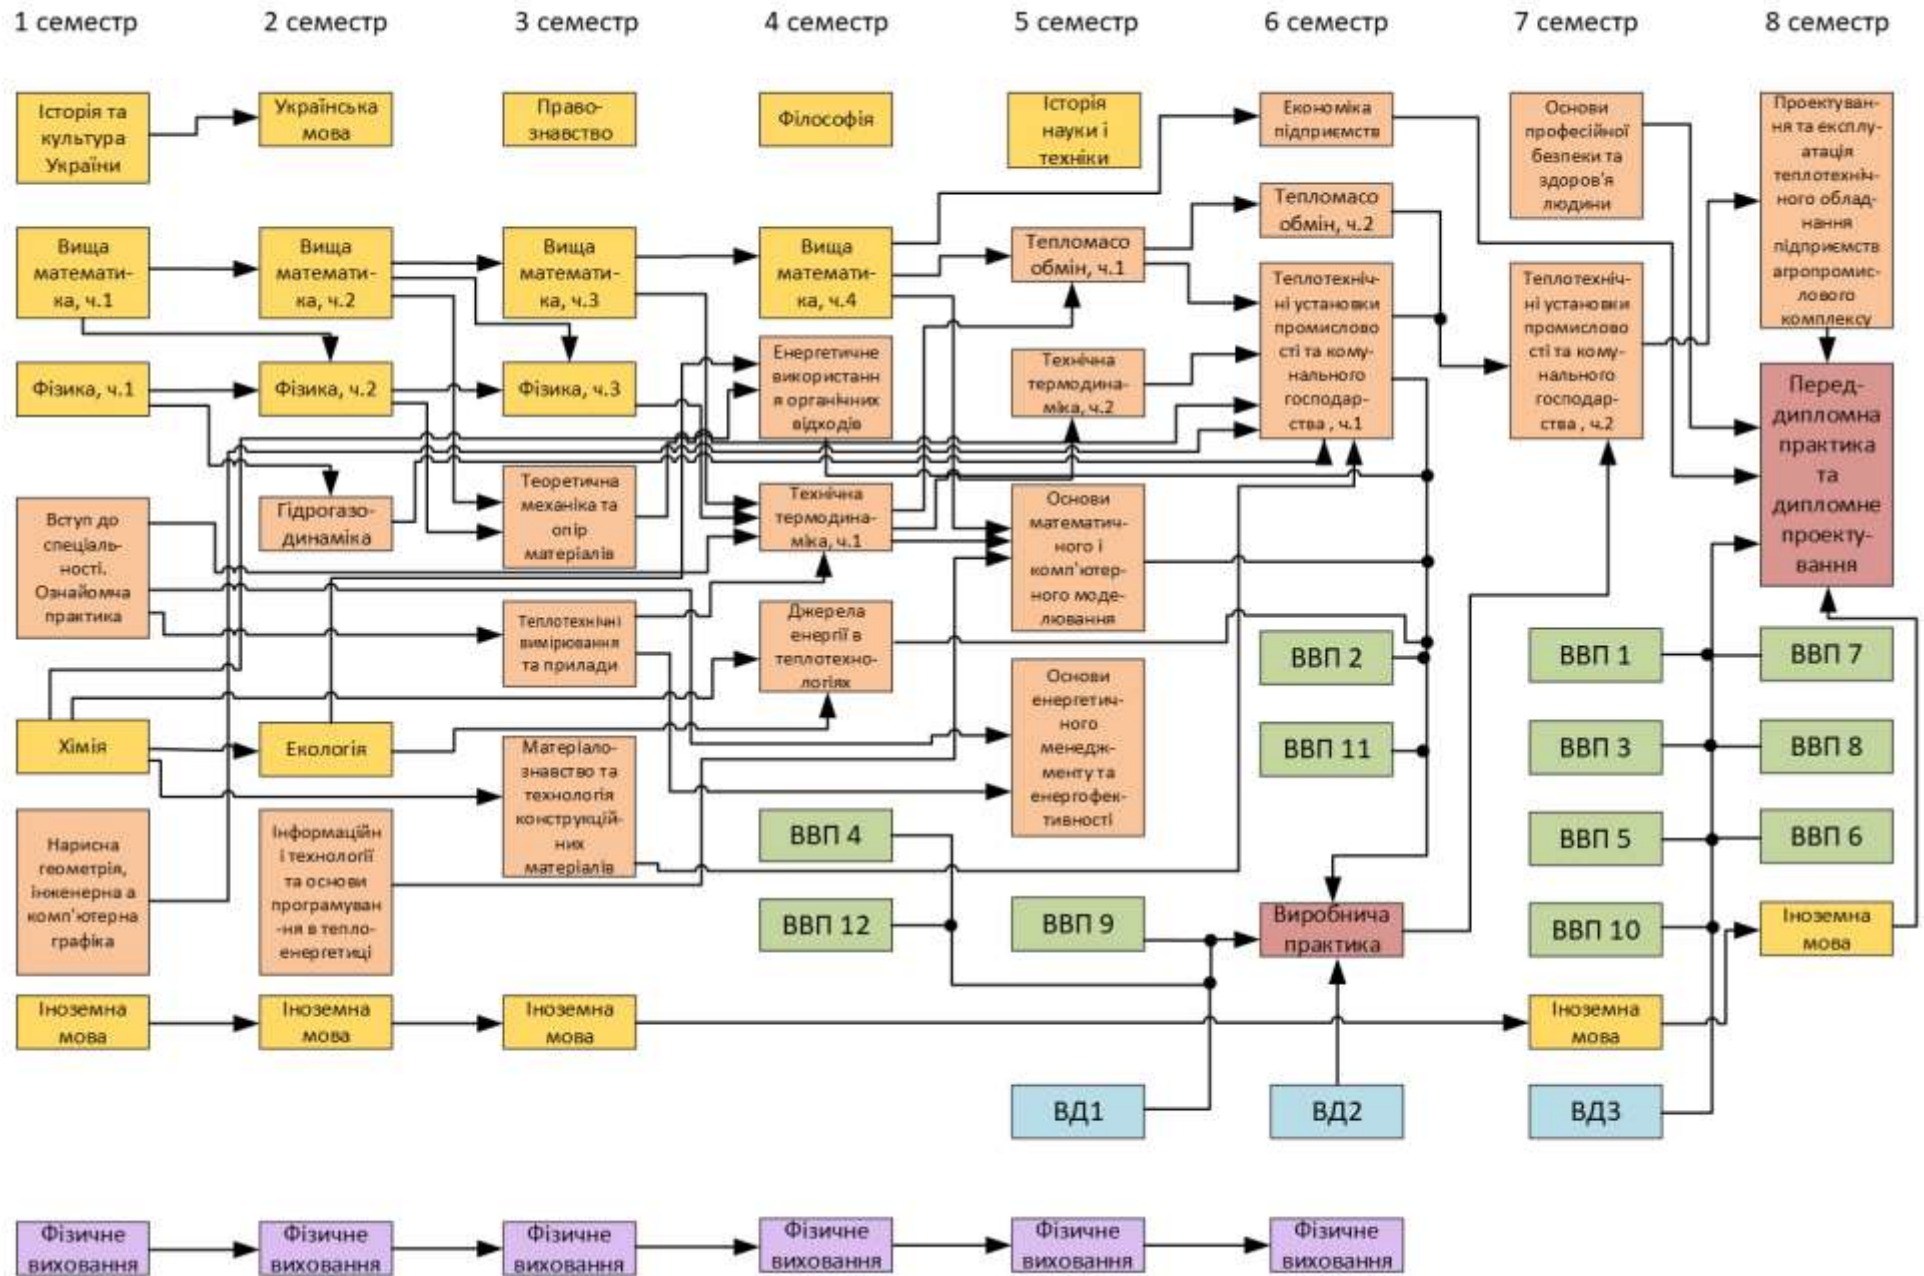 1 семестр
2 семестр
3 семестр
4 семестр
5 семестр
6 семестр
7 семестр
8 семестр
Історія та
культура
України
Вища
математи-
ка, ч.1
Фізика, ч.1
Вступ до
спеціаль-
ності.
Ознайомча
практика
Хімія
Нарисна
геометрія,
інженерна а
комп'ютерна
графіка
Іноземна
мова
Фізичне
виховання
Українська
мова
Вища
математи-
ка, ч.2
Фізика, ч.2
Гідрогазо-
динаміка
Екологія
Інформаційн
і технології
та основи
програмуван
-ня в тепло-
енергетиці
Іноземна
мова
Фізичне
виховання
Право-
знавство
Вища
математи-
ка, ч.3
Фізика, ч.3
Теоретична
механіка та
опір
матеріалів
Теплотехнічні
вимірювання
та прилади
Матеріало-
знавство та
технологія
конструкцій-
них
матеріалів
Іноземна
мова
Фізичне
виховання
Філософія
Вища
математи-
ка, ч.4
Енергетичне
використанн
я органічних
відходів
Технічна
термодина-
міка, ч.1
Джерела
енергії в
теплотехно-
логіях
ВВП 4
ВВП 12
Фізичне
виховання
Історія
науки і
техніки
Тепломасо
обмін, ч.1
Технічна
термодина-
міка, ч.2
Основи
математич-
ного і
комп'ютер-
ного моде-
лювання
Основи
енергетич-
ного
менедж-
менту та
енергофек-
тивності
ВВП 9
ВД1
Фізичне
виховання
Економіка
підприємств
Тепломасо
обмін, ч.2
Теплотехніч-
ні установки
промислово
сті та кому-
нального
господар-
ства , ч.1
ВВП 2
ВВП 11
Виробнича
практика
ВД2
Фізичне
виховання
Основи
професійної
безпеки та
здоров'я
людини
Теплотехніч-
ні установки
промислово
сті та кому-
нального
господар-
ства , ч.2
ВВП 1
ВВП 3
ВВП 5
ВВП 10
Іноземна
мова
ВД3
Проектуван-
ня та експлу-
атація
теплотехніч-
ного облад-
нання
підприємств
агропромис-
лового
комплексу
Перед-
дипломна
практика
та
дипломне
проекту-
вання
ВВП 7
ВВП 8
ВВП 6
Іноземна
мова